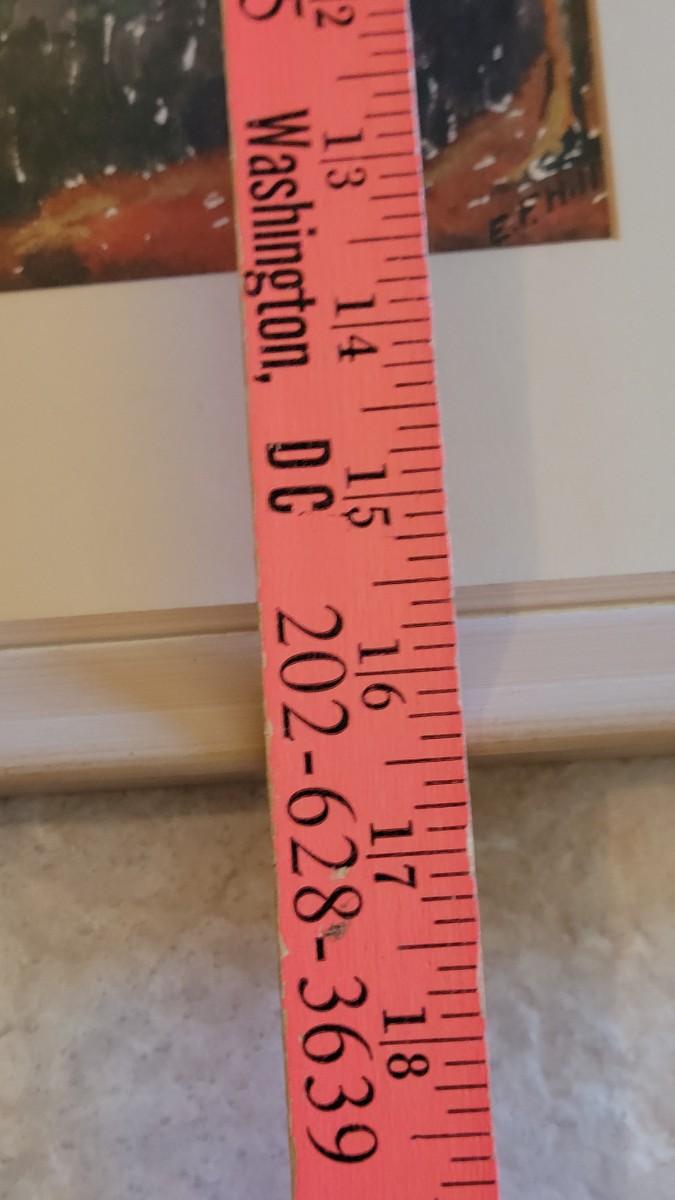 Washington, DC 202-628-3639
12 13 14 15 16 17 18
E.F. Hill